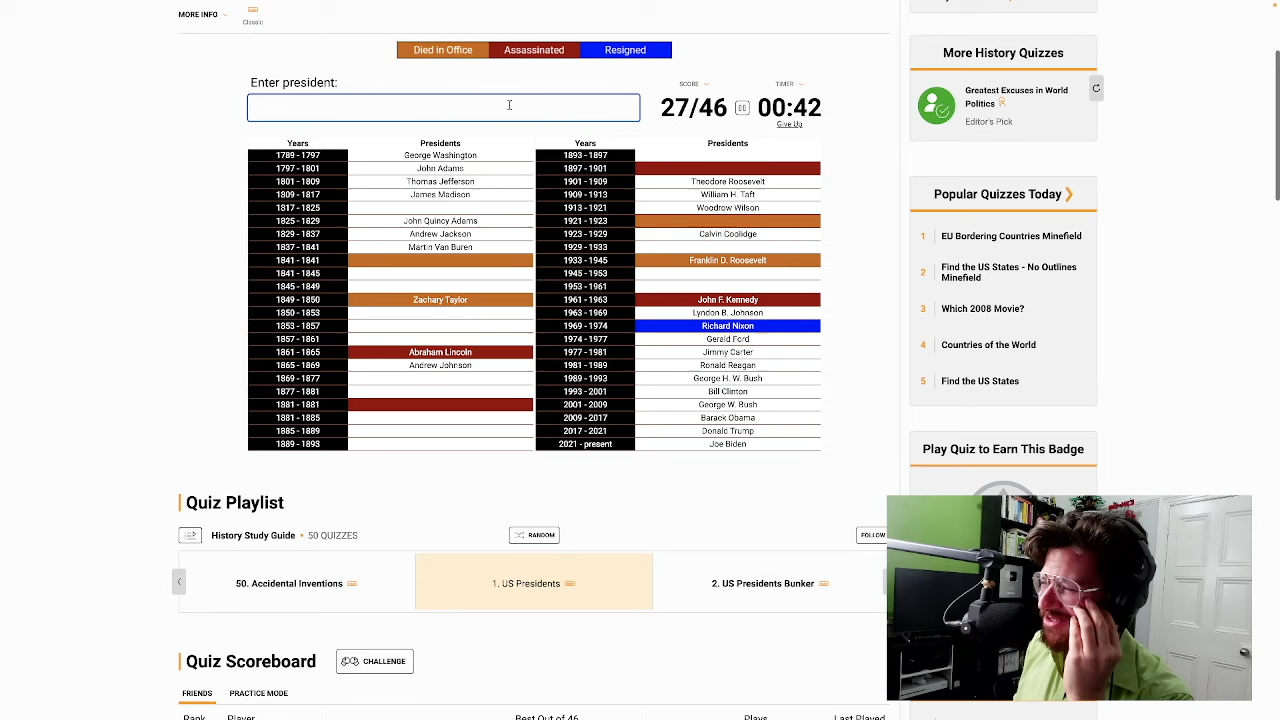 MORE INFO
Classic
Died in Office Assassinated Resigned
Enter president:
SCORE TIMER
27/46 00:42
Give Up
Years Presidents Years Presidents
1789 - 1797 George Washington 1893 - 1897
1797 - 1801 John Adams 1897 - 1901
1801 - 1809 Thomas Jefferson 1901 - 1909 Theodore Roosevelt
1809 - 1817 James Madison 1909 - 1913 William H. Taft
1817 - 1825 1913 - 1921 Woodrow Wilson
1825 - 1829 John Quincy Adams 1921 - 1923
1829 - 1837 Andrew Jackson 1923 - 1929 Calvin Coolidge
1837 - 1841 Martin Van Buren 1929 - 1933
1841 - 1841 1933 - 1945 Franklin D. Roosevelt
1841 - 1845 1945 - 1953
1845 - 1849 1953 - 1961
1849 - 1850 Zachary Taylor 1961 - 1963 John F. Kennedy
1850 - 1853 1963 - 1969 Lyndon B. Johnson
1853 - 1857 1969 - 1974 Richard Nixon
1857 - 1861 1974 - 1977 Gerald Ford
1861 - 1865 Abraham Lincoln 1977 - 1981 Jimmy Carter
1865 - 1869 Andrew Johnson 1981 - 1989 Ronald Reagan
1869 - 1877 1989 - 1993 George H. W. Bush
1877 - 1881 1993 - 2001 Bill Clinton
1881 - 1881 2001 - 2009 George W. Bush
1881 - 1885 2009 - 2017 Barack Obama
1885 - 1889 2017 - 2021 Donald Trump
1889 - 1893 2021 - present Joe Biden
Quiz Playlist
History Study Guide • 50 QUIZZES RANDOM FOLLOW
50. Accidental Inventions 1. US Presidents 2. US Presidents Bunker
Quiz Scoreboard CHALLENGE
FRIENDS PRACTICE MODE
Rank Player Best Out of 46 Plays Last Played
More History Quizzes
Greatest Excuses in World
Politics
Editor's Pick
Popular Quizzes Today
1 EU Bordering Countries Minefield
2 Find the US States - No Outlines
Minefield
3 Which 2008 Movie?
4 Countries of the World
5 Find the US States
Play Quiz to Earn This Badge